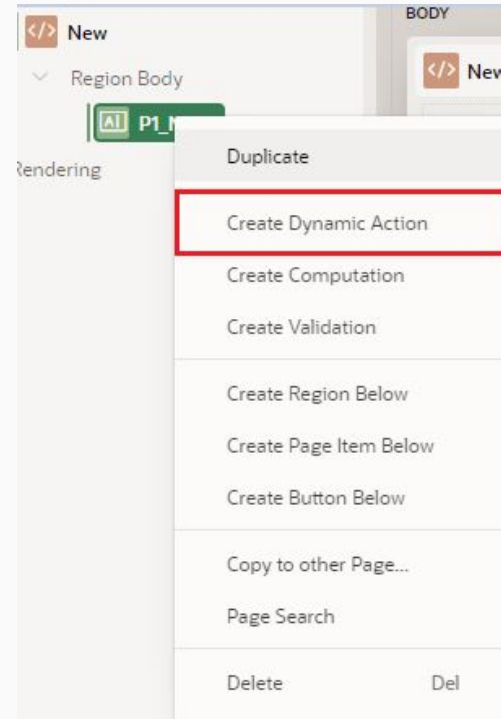 New
BODY
New
Region Body
AI P1_
Rendering
Duplicate
Create Dynamic Action
Create Computation
Create Validation
Create Region Below
Create Page Item Below
Create Button Below
Copy to other Page...
Page Search
Delete Del